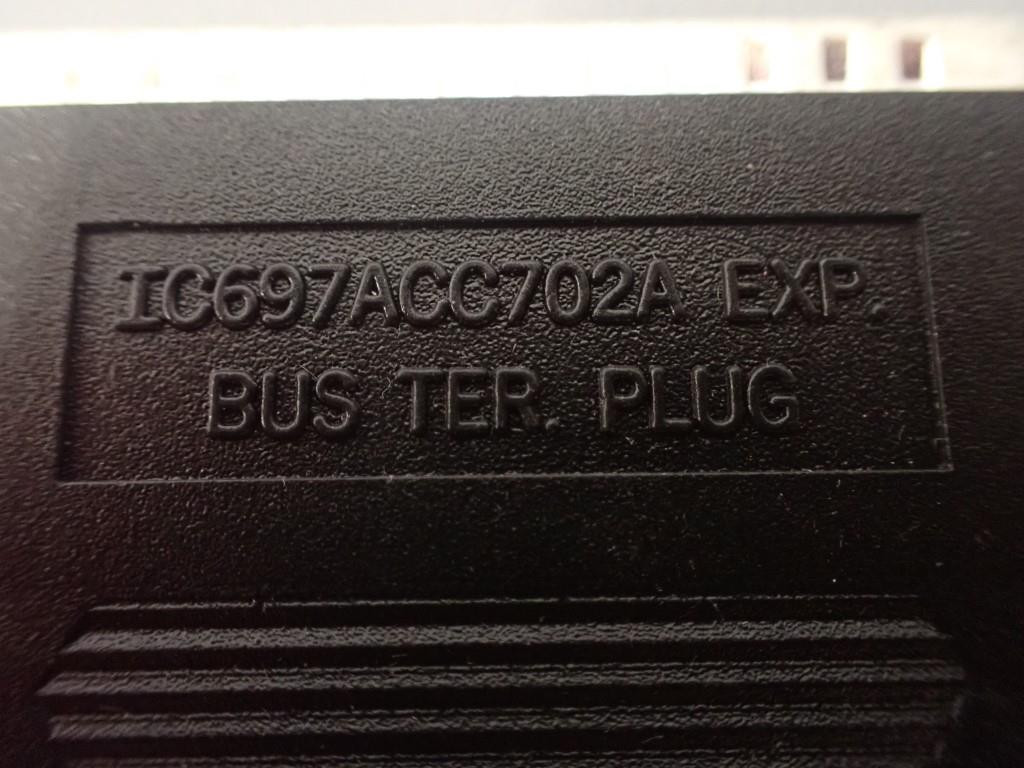 IC697ACC702A EXP.
BUS TER. PLUG